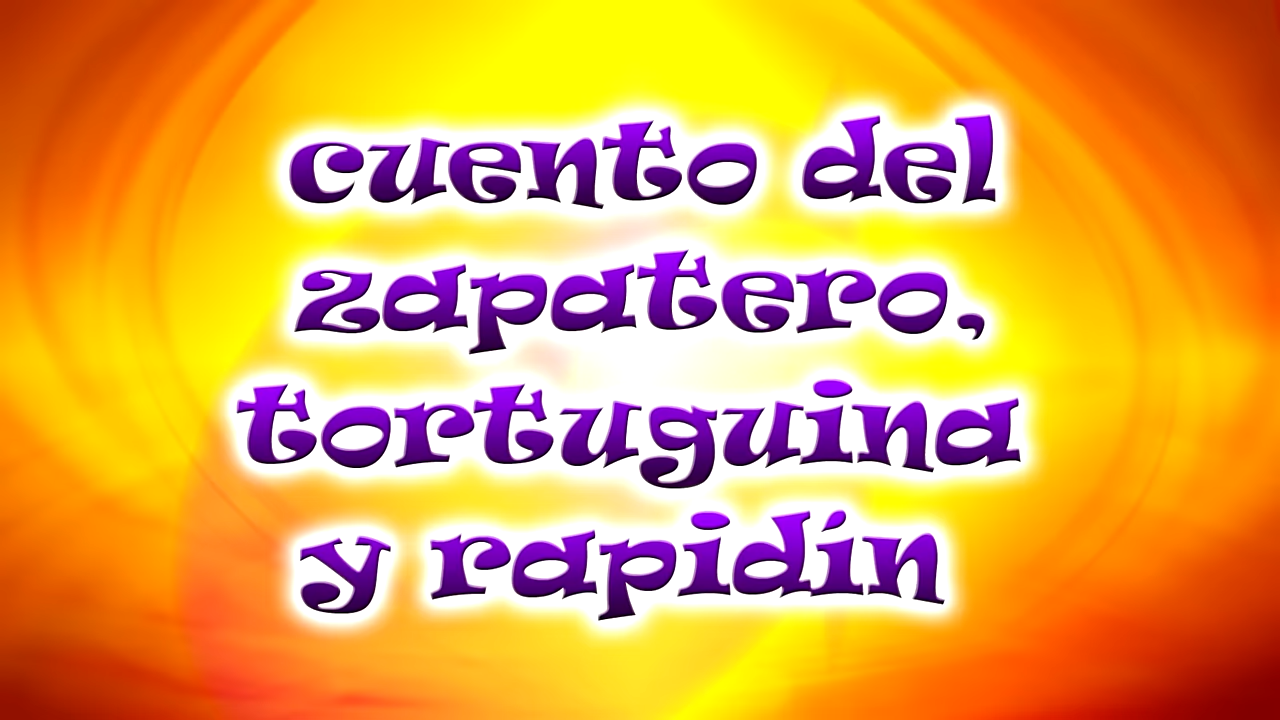 cuento del
zapatero,
tortuguina
y rapidín